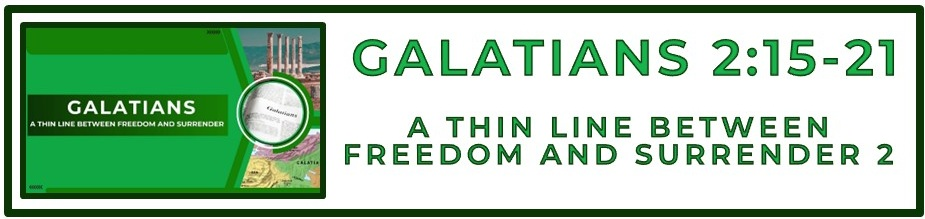 GALATIANS
A THIN LINE BETWEEN FREEDOM AND SURRENDER
Galatians
GALATIA
GALATIANS 2:15-21
A THIN LINE BETWEEN
FREEDOM AND SURRENDER 2